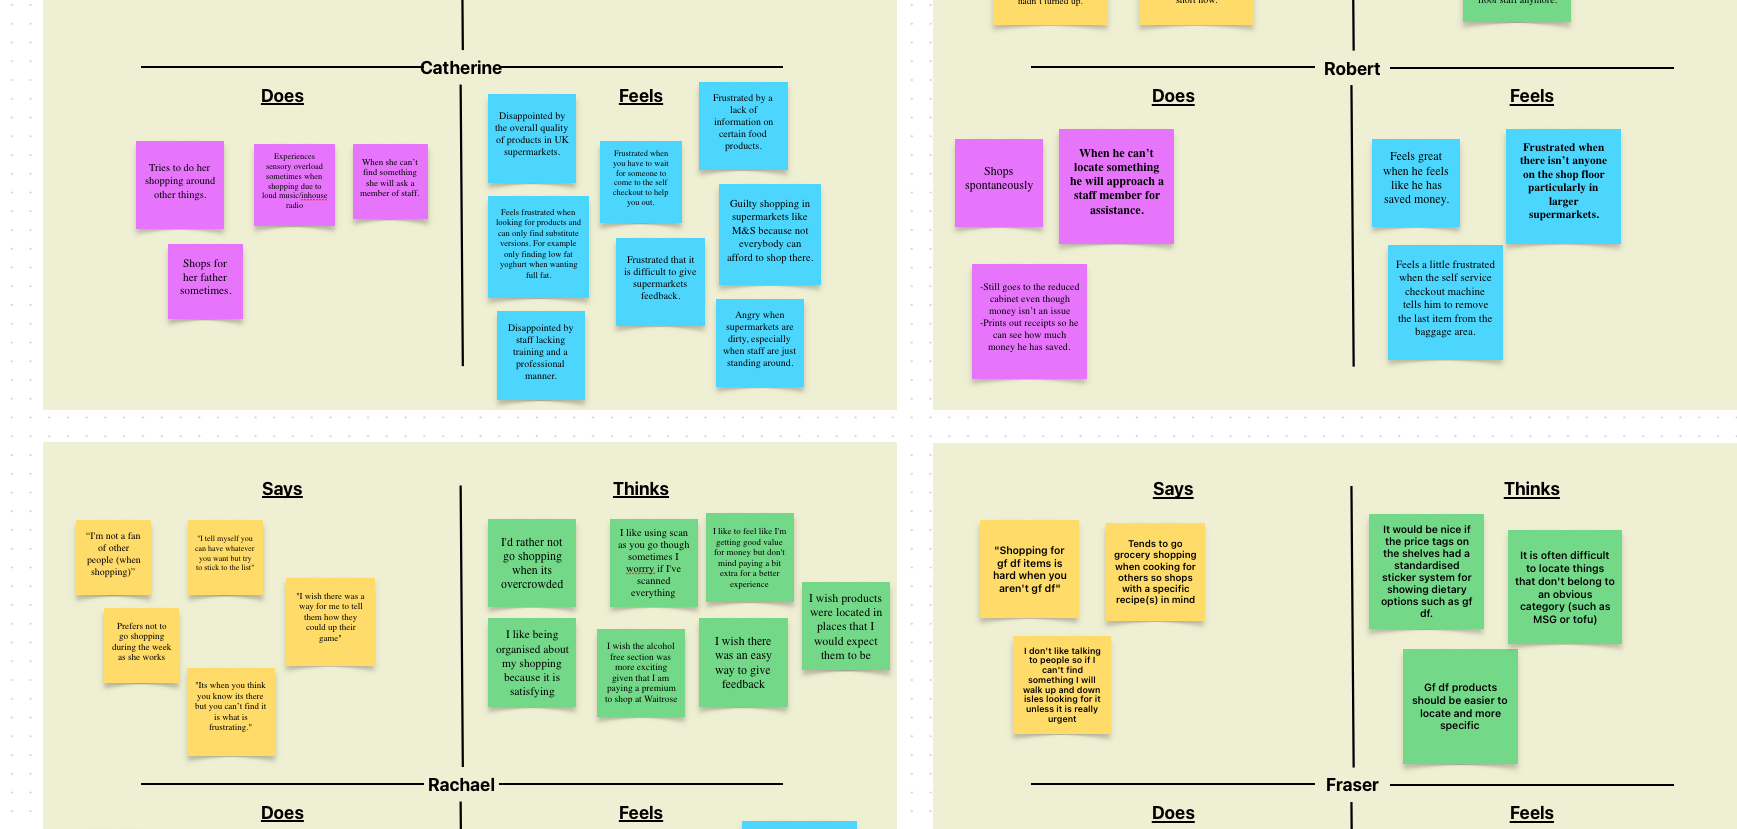 Catherine
Does
Feels
Tries to do her
shopping around
other things.
Experiences
sensory overload
sometimes when
shopping due to
loud music/inhouse
radio
When she can't
find something
she will ask a
member of staff.
Shops for
her father
sometimes.
Disappointed by
the overall quality
of products in UK
supermarkets.
Frustrated when
you have to wait
for someone to
come to the self
checkout to help
you out.
Frustrated by a
lack of
information on
certain food
products.
Feels frustrated when
looking for products and
can only find substitute
versions. For example
only finding low fat
yoghurt when wanting
full fat.
Guilty shopping in
supermarkets like
M&S because not
everybody can
afford to shop there.
Frustrated that it
is difficult to give
supermarkets
feedback.
Disappointed by
staff lacking
training and a
professional
manner.
Angry when
supermarkets are
dirty, especially
when staff are just
standing around.
hadn't turned up.
short now.
floor staff anymore.
Robert
Does
Feels
Shops
spontaneously
When he can't
locate something
he will approach a
staff member for
assistance.
-Still goes to the reduced
cabinet even though
money isn't an issue
-Prints out receipts so he
can see how much
money he has saved.
Feels great
when he feels
like he has
saved money.
Frustrated when
there isn't anyone
on the shop floor
particularly in
larger
supermarkets.
Feels a little frustrated
when the self service
checkout machine
tells him to remove
the last item from the
baggage area.
Says
Thinks
"I'm not a fan
of other
people (when
shopping)"
"I tell myself you
can have whatever
you want but try
to stick to the list"
"I wish there was a
way for me to tell
them how they
could up their
game"
Prefers not to
go shopping
during the week
as she works
"Its when you think
you know its there
but you can't find it
is what is
frustrating."
I'd rather not
go shopping
when its
overcrowded
I like using scan
as you go though
sometimes I
worrry if I've
scanned
everything
I like to feel like I'm
getting good value
for money but don't
mind paying a bit
extra for a better
experience
I wish products
were located in
places that I
would expect
them to be
I like being
organised about
my shopping
because it is
satisfying
I wish the alcohol
free section was
more exciting
given that I am
paying a premium
to shop at Waitrose
I wish there
was an easy
way to give
feedback
Rachael
Does
Feels
Says
Thinks
"Shopping for
gf df items is
hard when you
aren't gf df"
Tends to go
grocery shopping
when cooking for
others so shops
with a specific
recipe(s) in mind
I don't like talking
to people so if I
can't find
something I will
walk up and down
isles looking for it
unless it is really
urgent
It would be nice if
the price tags on
the shelves had a
standardised
sticker system for
showing dietary
options such as gf
df.
It is often difficult
to locate things
that don't belong to
an obvious
category (such as
MSG or tofu)
Gf df products
should be easier to
locate and more
specific
Fraser
Does
Feels